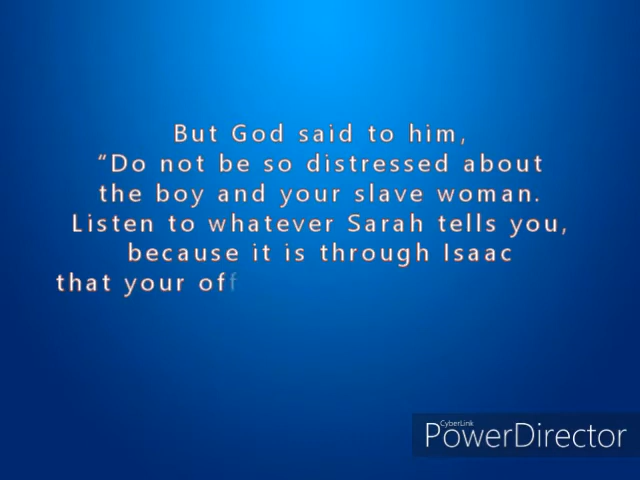 But God said to him,
“Do not be so distressed about
the boy and your slave woman.
Listen to whatever Sarah tells you,
because it is through Isaac
that your off
CyberLink
PowerDirector